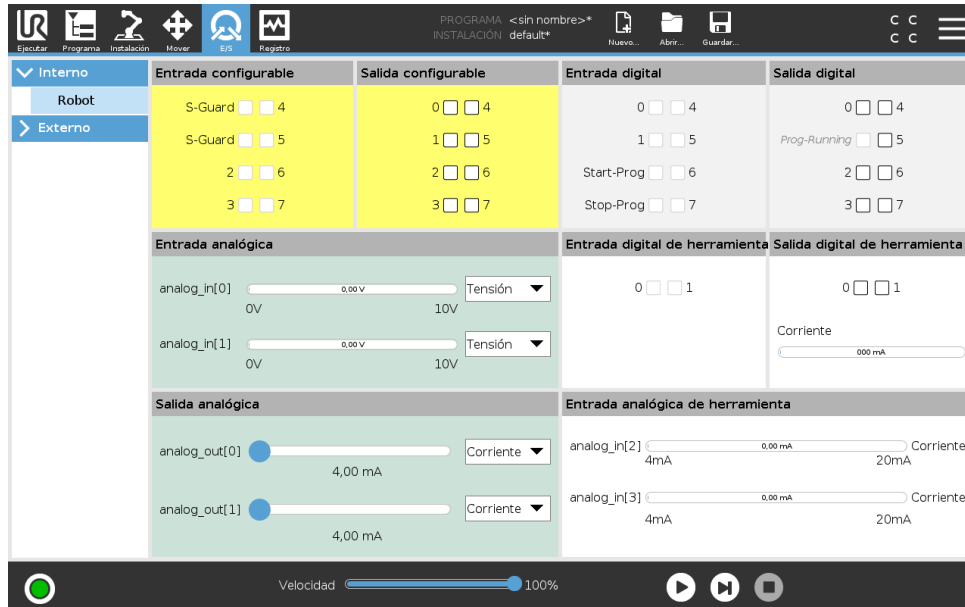 PROGRAMA <sin nombre>*
INSTALACIÓN default*
Ejecutar Programa Instalación Mover E/S Registro Nuevo... Abrir... Guardar...
C C
C C
Interno
Robot
Externo
Entrada configurable
S-Guard 4
S-Guard 5
2 6
3 7
Salida configurable
0 4
1 5
2 6
3 7
Entrada digital
0 4
1 5
Start-Prog 6
Stop-Prog 7
Salida digital
0 4
Prog-Running 5
2 6
3 7
Entrada analógica
analog_in[0] 0,00 V Tensión
0V 10V
analog_in[1] 0,00 V Tensión
0V 10V
Entrada digital de herramienta
0 1
Salida digital de herramienta
0 1
Corriente
000 mA
Salida analógica
analog_out[0] Corriente
4,00 mA
analog_out[1] Corriente
4,00 mA
Entrada analógica de herramienta
analog_in[2] 0,00 mA Corriente
4mA 20mA
analog_in[3] 0,00 mA Corriente
4mA 20mA
Velocidad 100%